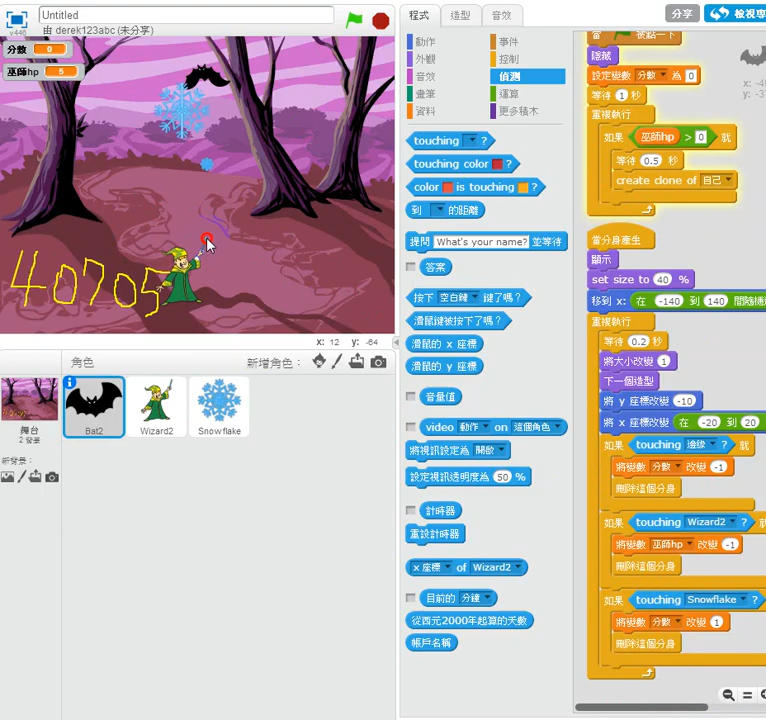 Untitled
v446
由 derek123abc (未分享)
分數 0
巫師hp 5
40705
x: 12 y: -64
角色
新增角色：
舞台
2 背景
新背景：
Bat2
Wizard2
Snowflake
程式
造型
音效
分享
動作
事件
外觀
控制
音效
偵測
畫筆
運算
資料
更多積木
touching ?
touching color ?
color is touching ?
到 的距離
提問 What's your name? 並等待
答案
按下 空白鍵 鍵了嗎？
滑鼠鍵被按下了嗎？
滑鼠的 x 座標
滑鼠的 y 座標
音量值
video 動作 on 這個角色
將視訊設定為 開啟
設定視訊透明度為 50 %
計時器
重設計時器
x 座標 of Wizard2
目前的 分鐘
從西元2000年起算的天數
帳戶名稱
當 被點一下
隱藏
設定變數 分數 為 0
等待 1 秒
重複執行
如果 巫師hp > 0 就
等待 0.5 秒
create clone of 自己
當分身產生
顯示
set size to 40 %
移到 x: 在 -140 到 140 間隨機
重複執行
等待 0.2 秒
將大小改變 1
下一個造型
將 y 座標改變 -10
將 x 座標改變 在 -20 到 20
如果 touching 邊緣 ? 就
將變數 分數 改變 -1
刪除這個分身
如果 touching Wizard2 ?
將變數 巫師hp 改變 -1
刪除這個分身
如果 touching Snowflake ?
將變數 分數 改變 1
刪除這個分身